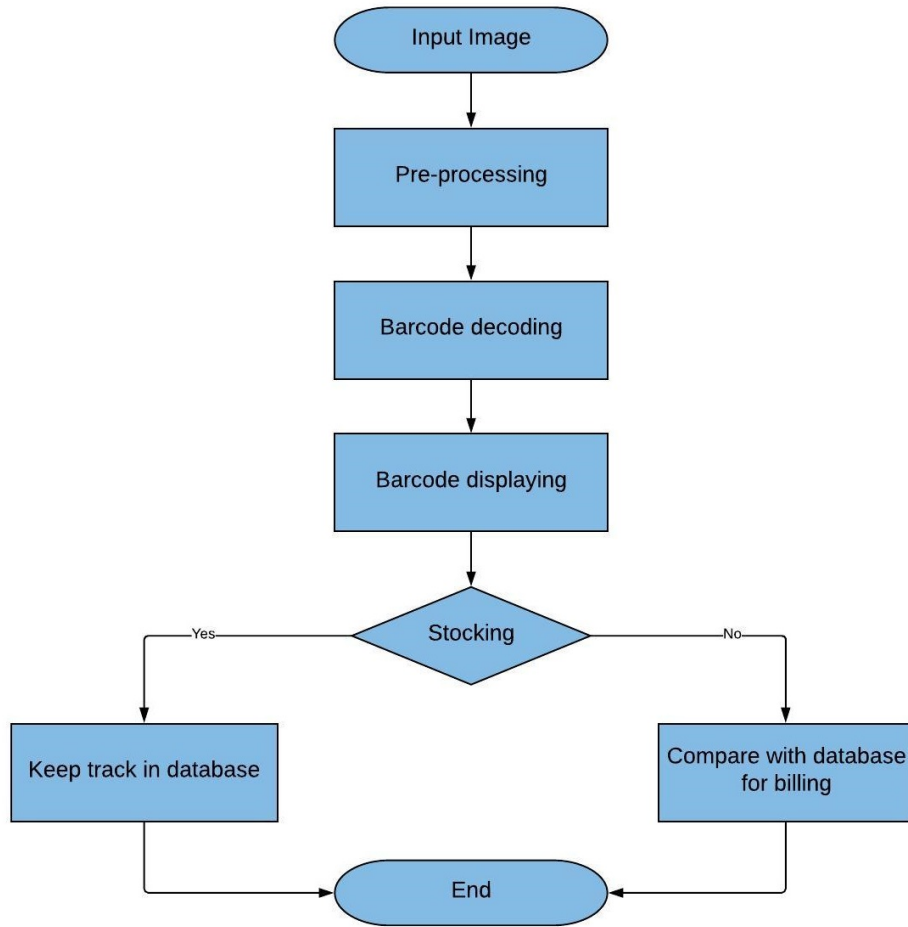 Input Image
Pre-processing
Barcode decoding
Barcode displaying
Stocking
Yes
No
Keep track in database
Compare with database
for billing
End